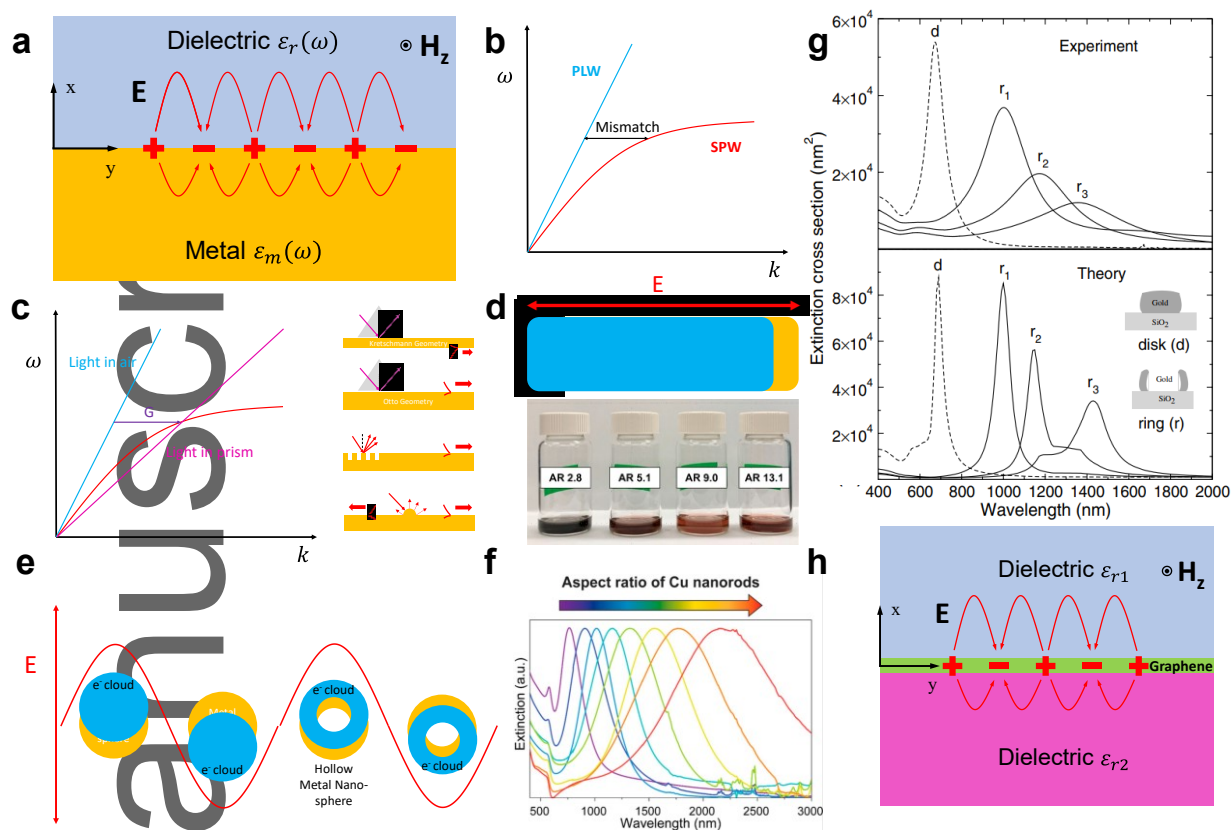 a
Dielectric εr(ω)
Hz
x
E
y
Metal εm(ω)
b
ω
PLW
Mismatch
SPW
k
c
ω
Light in air
G
Light in prism
k
Kretschmann Geometry
Otto Geometry
d
E
AR 2.8
AR 5.1
AR 9.0
AR 13.1
e
E
e- cloud
e- cloud
e- cloud
e- cloud
Hollow
Metal Nano-
sphere
f
Aspect ratio of Cu nanorods
Extinction (a.u.)
500 1000 1500 2000 2500 3000
Wavelength (nm)
g
Extinction cross section (nm2)
6×104
4×104
2×104
d
Experiment
r1
r2
r3
8×104
6×104
4×104
2×104
d
r1
Theory
r2
r3
Gold
SiO2
disk (d)
Gold
SiO2
ring (r)
400 600 800 1000 1200 1400 1600 1800 2000
Wavelength (nm)
h
Dielectric εr1
Hz
x
E
y
Graphene
Dielectric εr2
anuscr